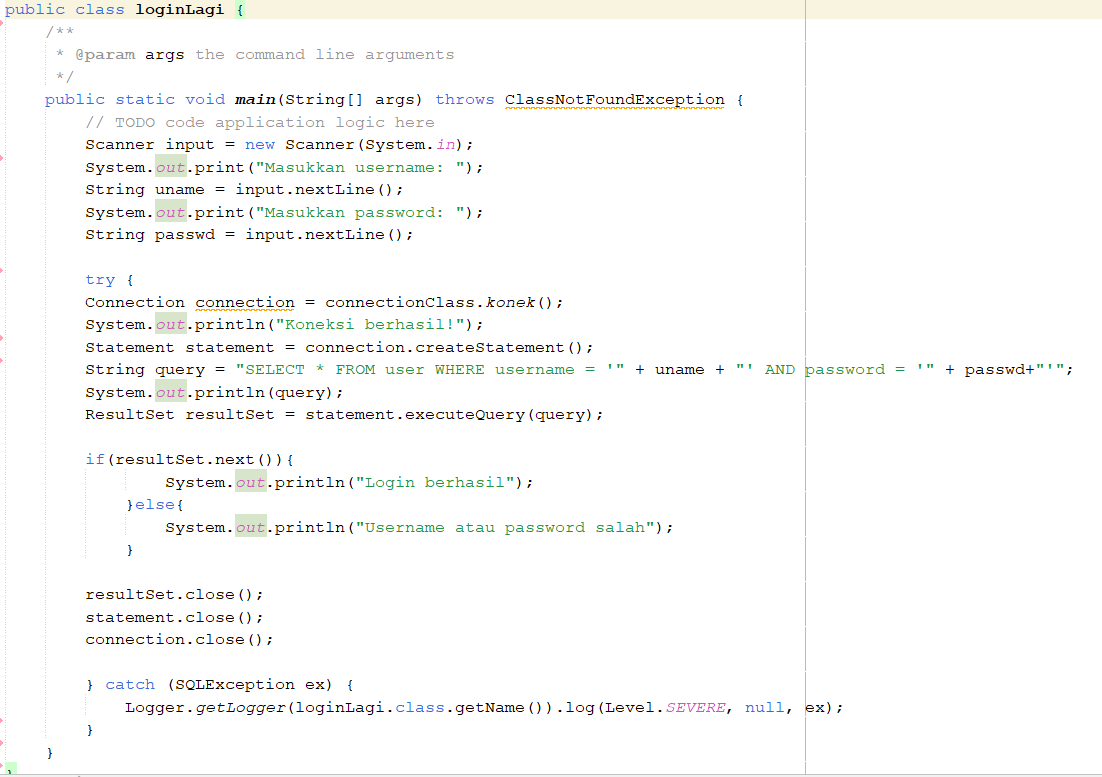 public class loginLagi {
/**
* @param args the command line arguments
*/
public static void main(String[] args) throws ClassNotFoundException {
// TODO code application logic here
Scanner input = new Scanner(System.in);
System.out.print("Masukkan username: ");
String uname = input.nextLine();
System.out.print("Masukkan password: ");
String passwd = input.nextLine();
try {
Connection connection = connectionClass.konek();
System.out.println("Koneksi berhasil!");
Statement statement = connection.createStatement();
String query = "SELECT * FROM user WHERE username = '" + uname + "' AND password = '" + passwd+"'";
System.out.println(query);
ResultSet resultSet = statement.executeQuery(query);
if(resultSet.next()){
System.out.println("Login berhasil");
}else{
System.out.println("Username atau password salah");
}
resultSet.close();
statement.close();
connection.close();
} catch (SQLException ex) {
Logger.getLogger(loginLagi.class.getName()).log(Level.SEVERE, null, ex);
}
}
}